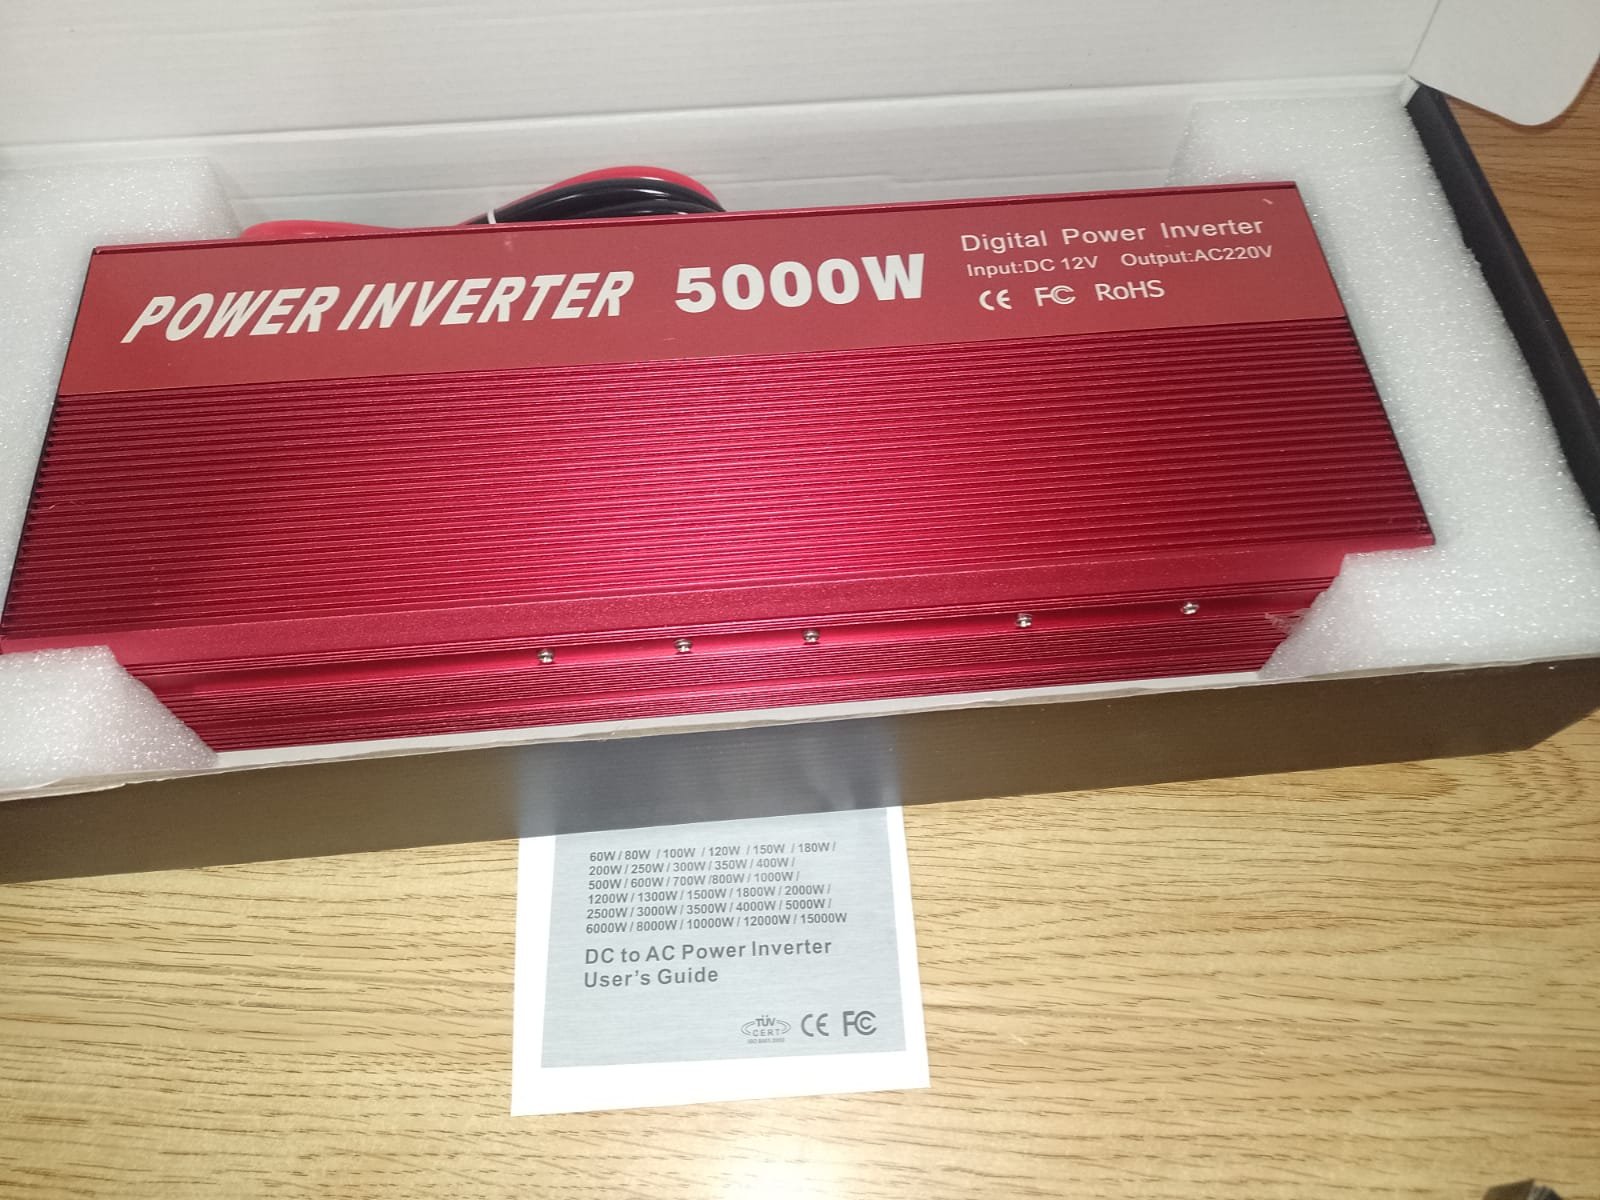 POWER INVERTER 5000W
Digital Power Inverter
Input:DC 12V Output:AC220V
CE FC RoHS
60W / 80W / 100W / 120W / 150W / 180W /
200W / 250W / 300W / 350W / 400W /
500W / 600W / 700W /800W / 1000W /
1200W / 1300W / 1500W / 1800W / 2000W /
2500W / 3000W / 3500W / 4000W / 5000W /
6000W / 8000W / 10000W / 12000W / 15000W
DC to AC Power Inverter
User's Guide
TÜV CE FC
CERT